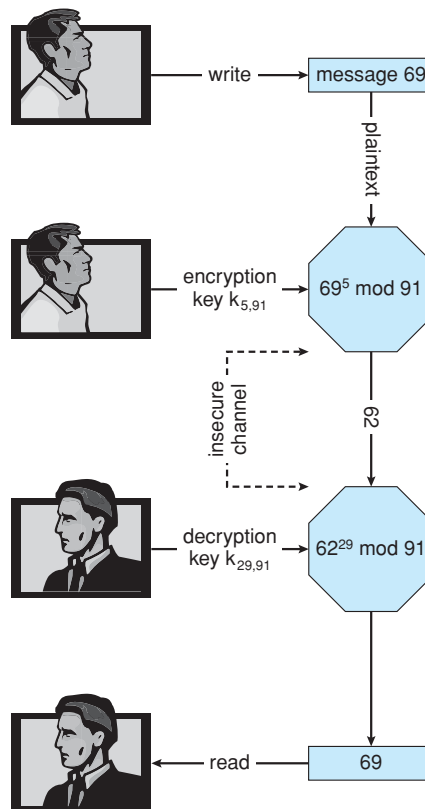 write
message 69
plaintext
encryption
key k5,91
69⁵ mod 91
insecure
channel
62
decryption
key k29,91
62²⁹ mod 91
read
69